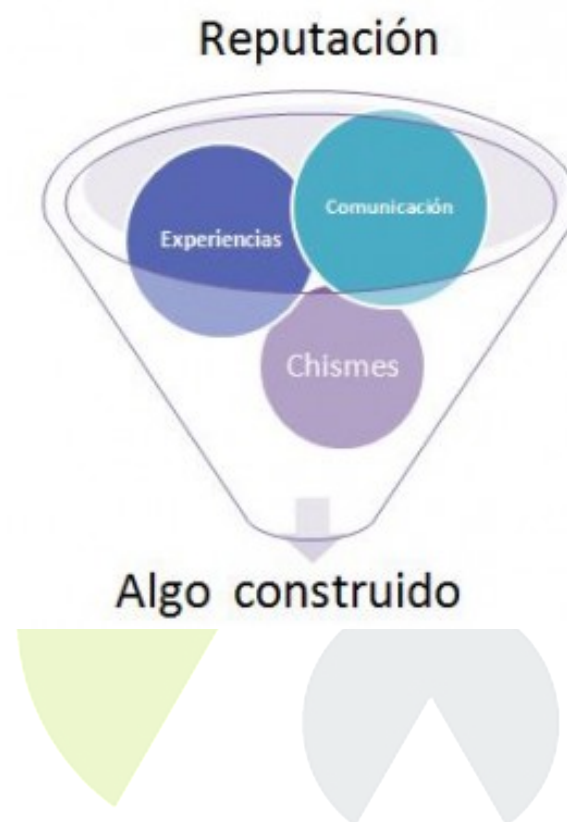 Reputación
Comunicación
Experiencias
Chismes
Algo construido